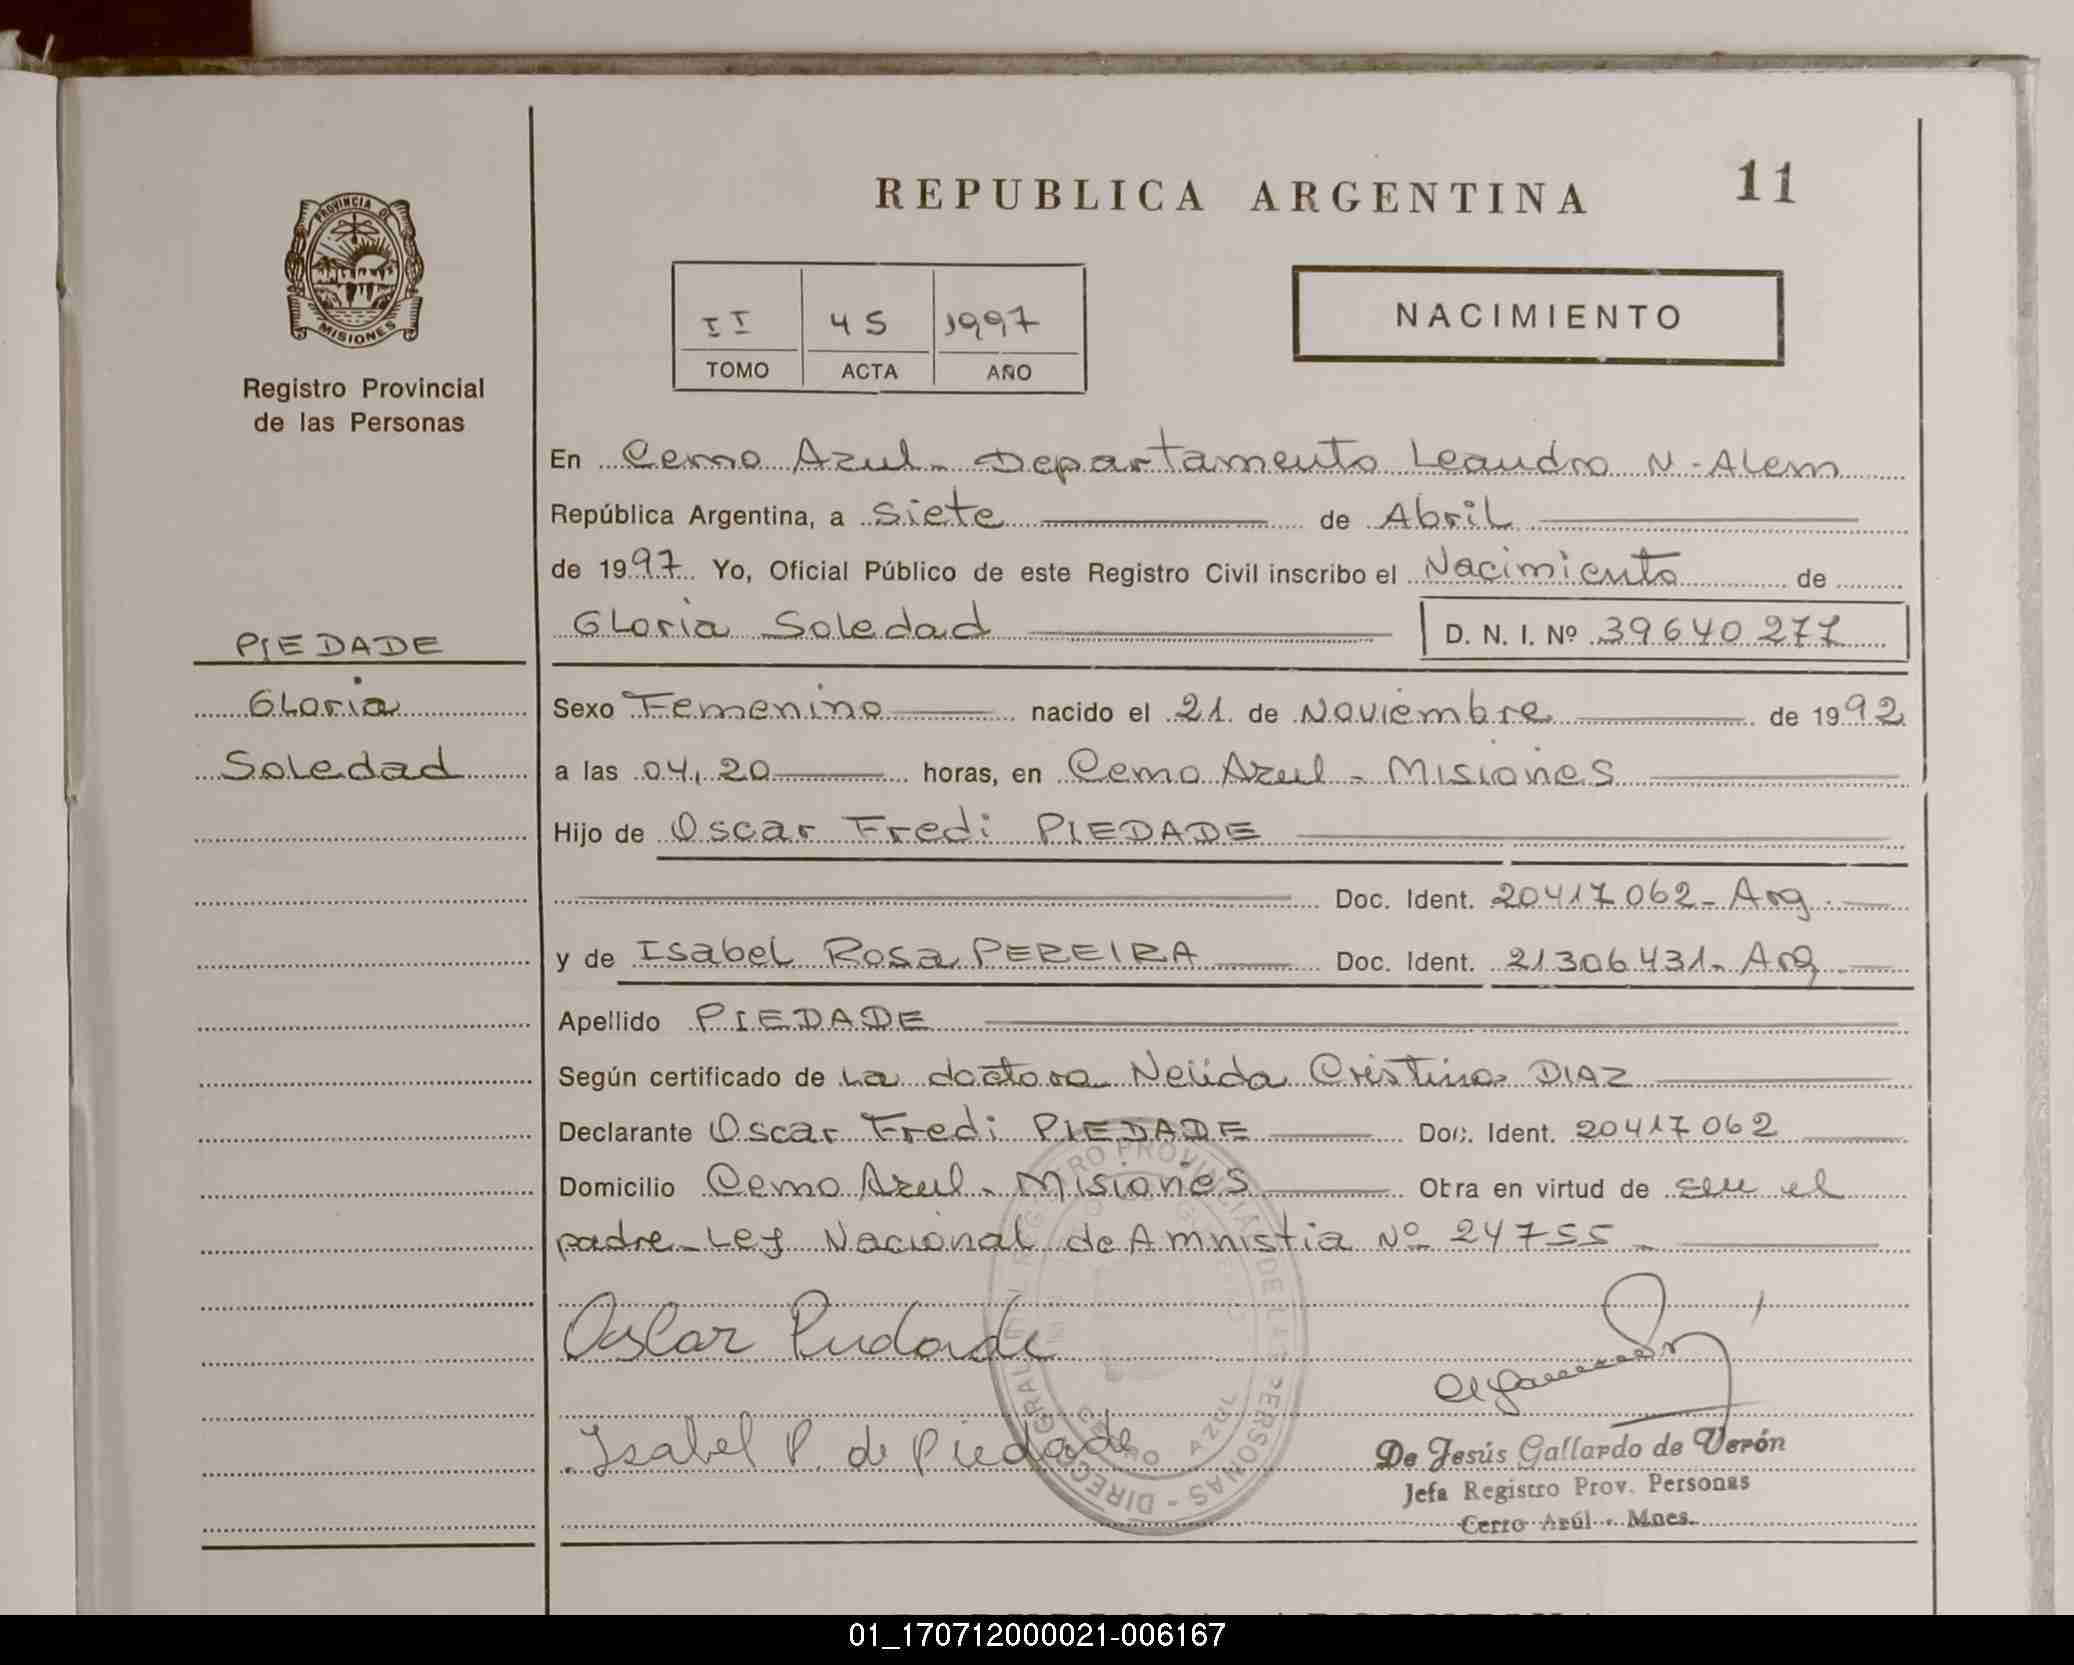 REPUBLICA ARGENTINA
11
PROVINCIA DE
MISIONES
Registro Provincial
de las Personas
II 45 1997
TOMO ACTA AÑO
NACIMIENTO
En Cerro Azul - Departamento Leandro N. Alem
República Argentina, a Siete de Abril
de 1997 Yo, Oficial Público de este Registro Civil inscribo el Nacimiento de
Gloria Soledad D. N. I. Nº 39640277
PIEDADE
Gloria
Soledad
Sexo Femenino nacido el 21 de Noviembre de 1992
a las 04,20 horas, en Cerro Azul - Misiones
Hijo de Oscar Fredi PIEDADE
Doc. Ident. 20417062 - Arg.
y de Isabel Rosa PEREIRA Doc. Ident. 21306431 - Arg.
Apellido PIEDADE
Según certificado de La doctora Nelida Cristina DIAZ
Declarante Oscar Fredi PIEDADE Doc. Ident. 20417062
Domicilio Cerro Azul - Misiones Obra en virtud de ser el
padre - Ley Nacional de Amnistia Nº 24755 -
Oscar Piedade
Isabel P. de Piedade
De Jesús Gallardo de Verón
Jefa Registro Prov. Personas
Cerro Azúl - Mnes.
CERRO AZUL
01_170712000021-006167